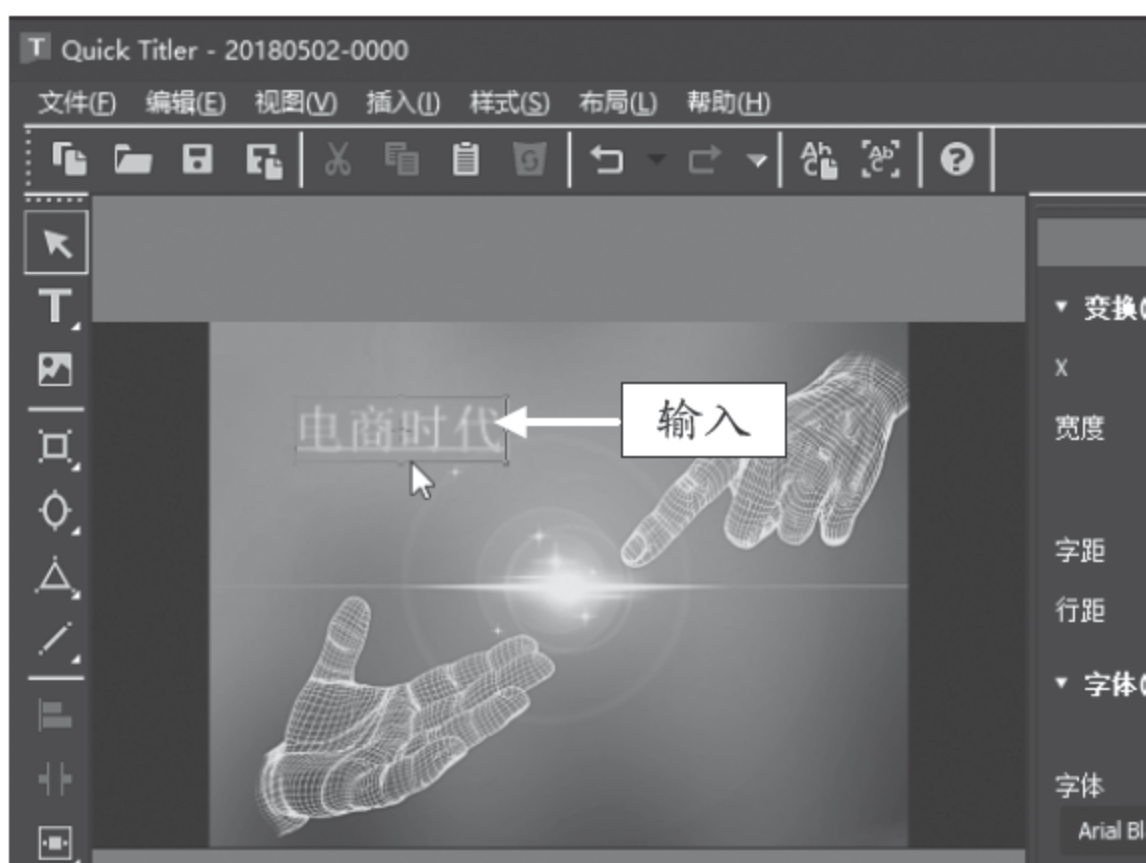 Quick Titler - 20180502-0000
文件(F) 编辑(E) 视图(V) 插入(I) 样式(S) 布局(L) 帮助(H)
变换(
X
电商时代
输入
宽度
字距
行距
字体(
字体
Arial Bl